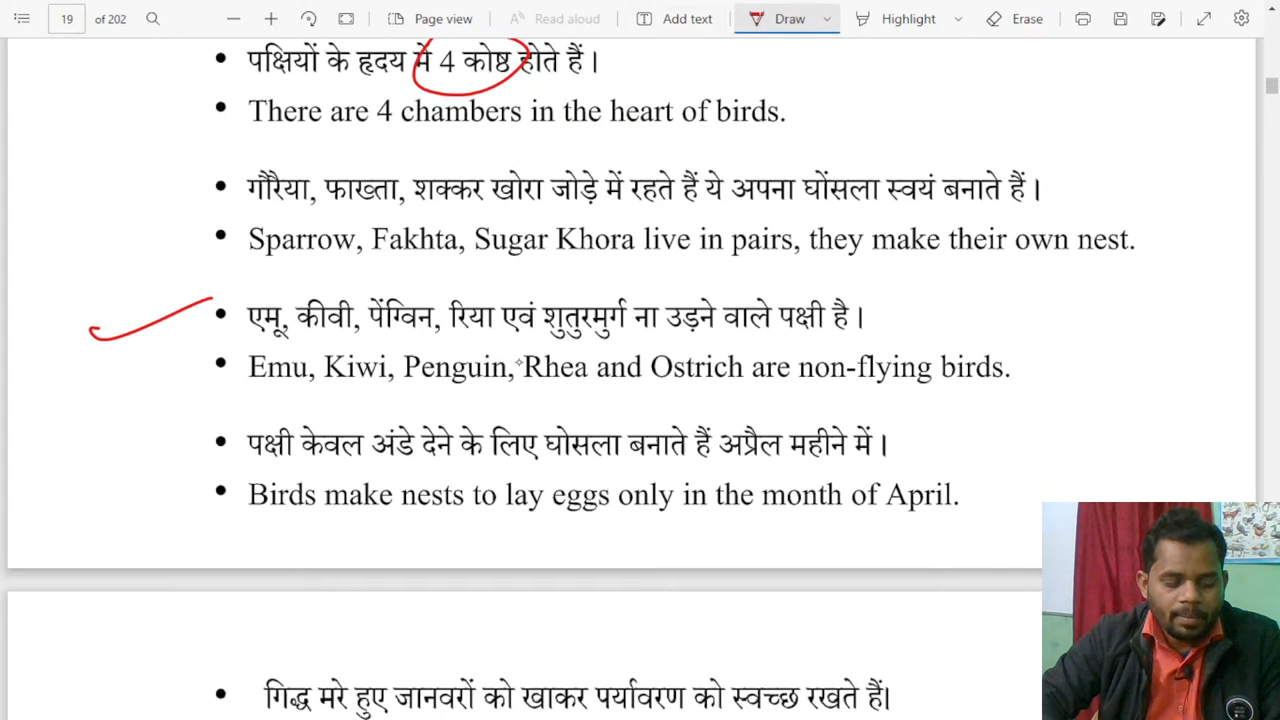 19 of 202 Page view Read aloud Add text Draw Highlight Erase
• पक्षियों के हृदय मे 4 कोष्ठ होते हैं।
• There are 4 chambers in the heart of birds.
• गौरैया, फाख्ता, शक्कर खोरा जोड़े में रहते हैं ये अपना घोंसला स्वयं बनाते हैं।
• Sparrow, Fakhta, Sugar Khora live in pairs, they make their own nest.
• एमू, कीवी, पेंग्विन, रिया एवं शुतुरमुर्ग ना उड़ने वाले पक्षी है।
• Emu, Kiwi, Penguin, Rhea and Ostrich are non-flying birds.
• पक्षी केवल अंडे देने के लिए घोसला बनाते हैं अप्रैल महीने में।
• Birds make nests to lay eggs only in the month of April.
• गिद्ध मरे हुए जानवरों को खाकर पर्यावरण को स्वच्छ रखते हैं।